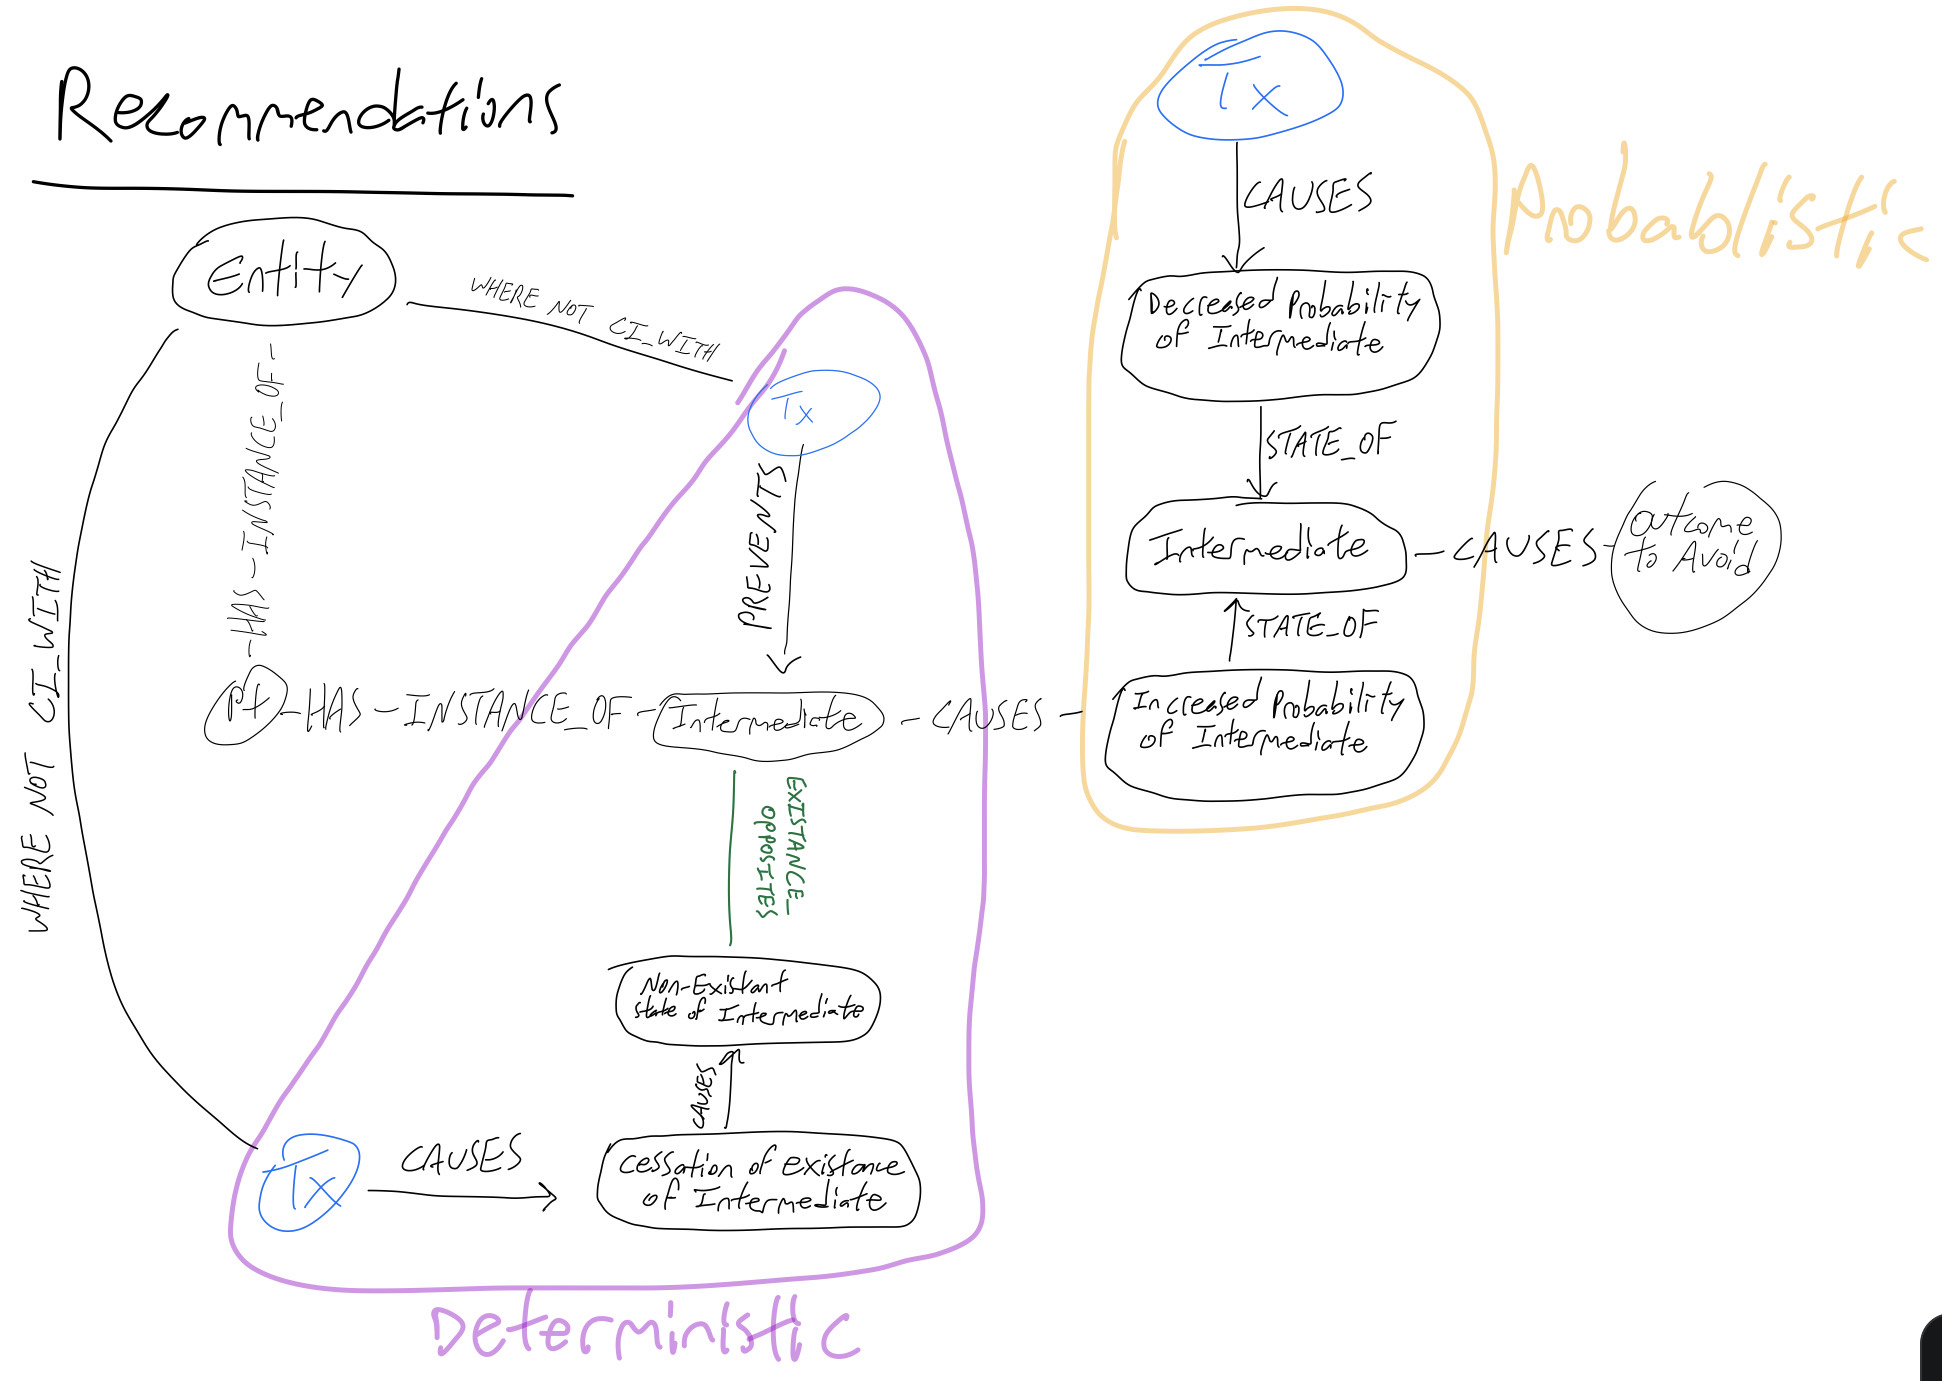 Recommendations
Tx
CAUSES
Probablistic
Entity
WHERE NOT CI_WITH
Decreased Probability
of Intermediate
Tx
STATE_OF
PREVENTS
-HAS-INSTANCE_OF-
Intermediate
-CAUSES-
Outcome
to Avoid
STATE_OF
WHERE NOT CI_WITH
Pt
-HAS-INSTANCE_OF-
Intermediate
-CAUSES-
Increased Probability
of Intermediate
EXISTANCE_
OPPOSITES
Non-Existant
state of Intermediate
CAUSES
Tx
CAUSES
cessation of existance
of Intermediate
Deterministic